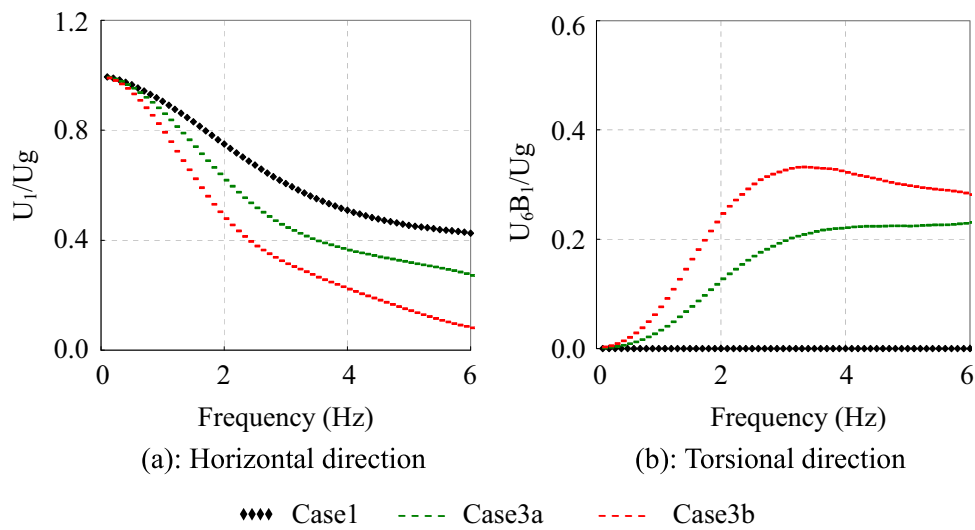 1.2
0.8
0.4
0.0
U1/Ug
0 2 4 6
Frequency (Hz)
(a): Horizontal direction
0.6
0.4
0.2
0.0
U6B1/Ug
0 2 4 6
Frequency (Hz)
(b): Torsional direction
Case1 Case3a Case3b